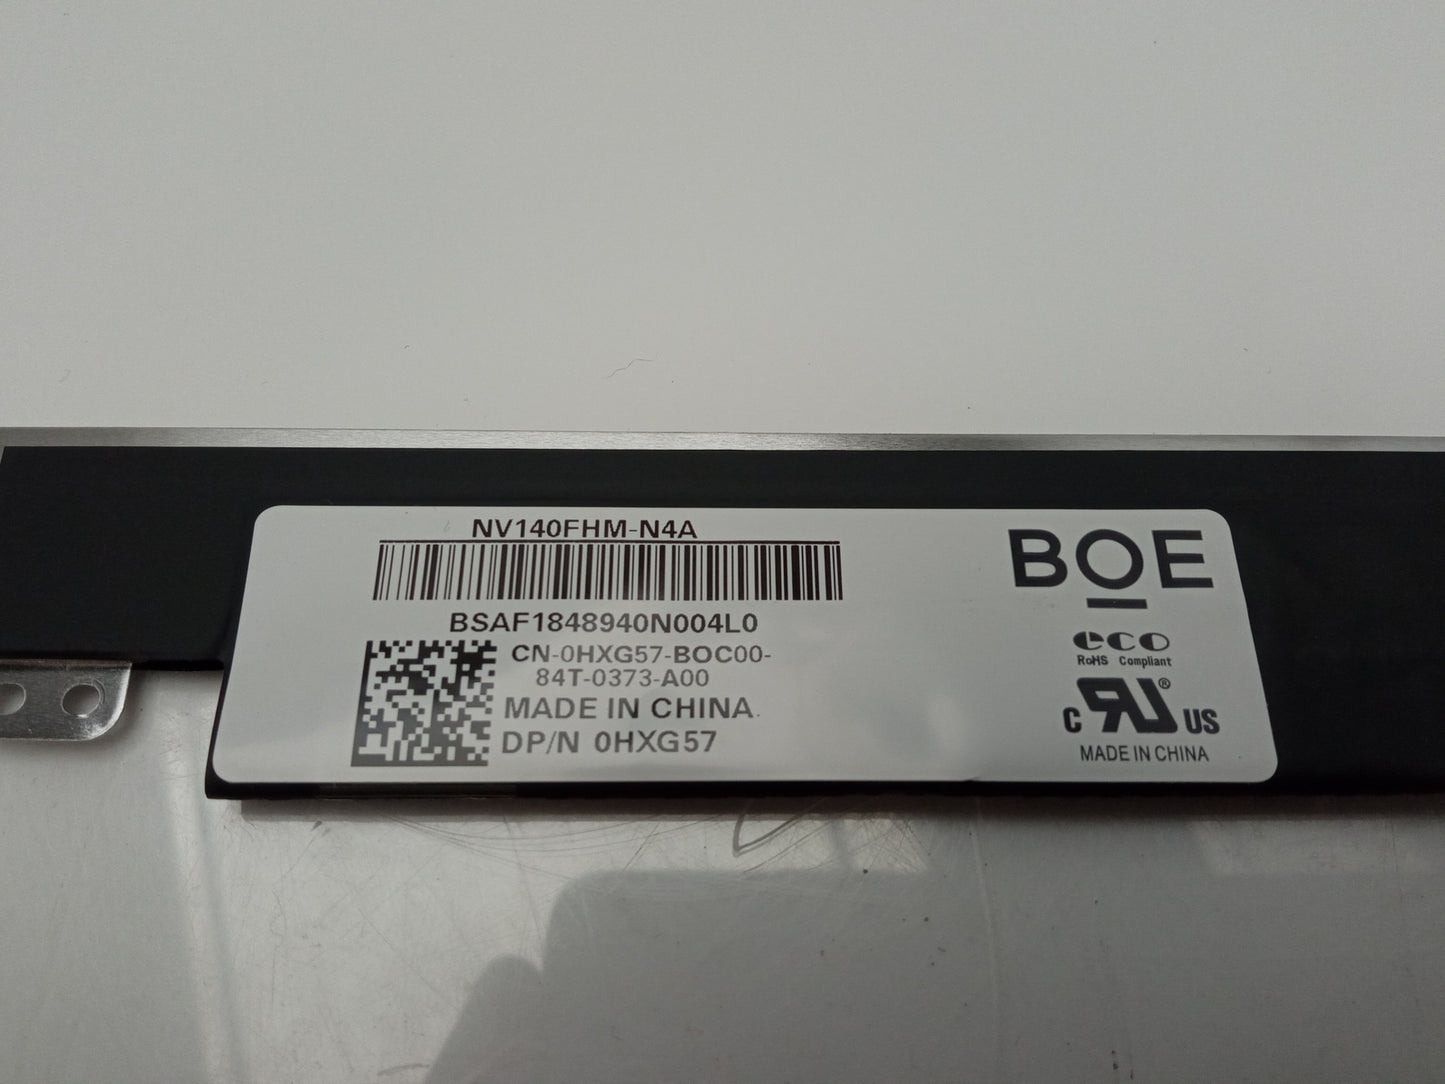 NV140FHM-N4A
BSAF1848940N004L0
CN-0HXG57-BOC00-
84T-0373-A00
MADE IN CHINA.
DP/N 0HXG57
BOE
eco
RoHS Compliant
C RU® US
MADE IN CHINA